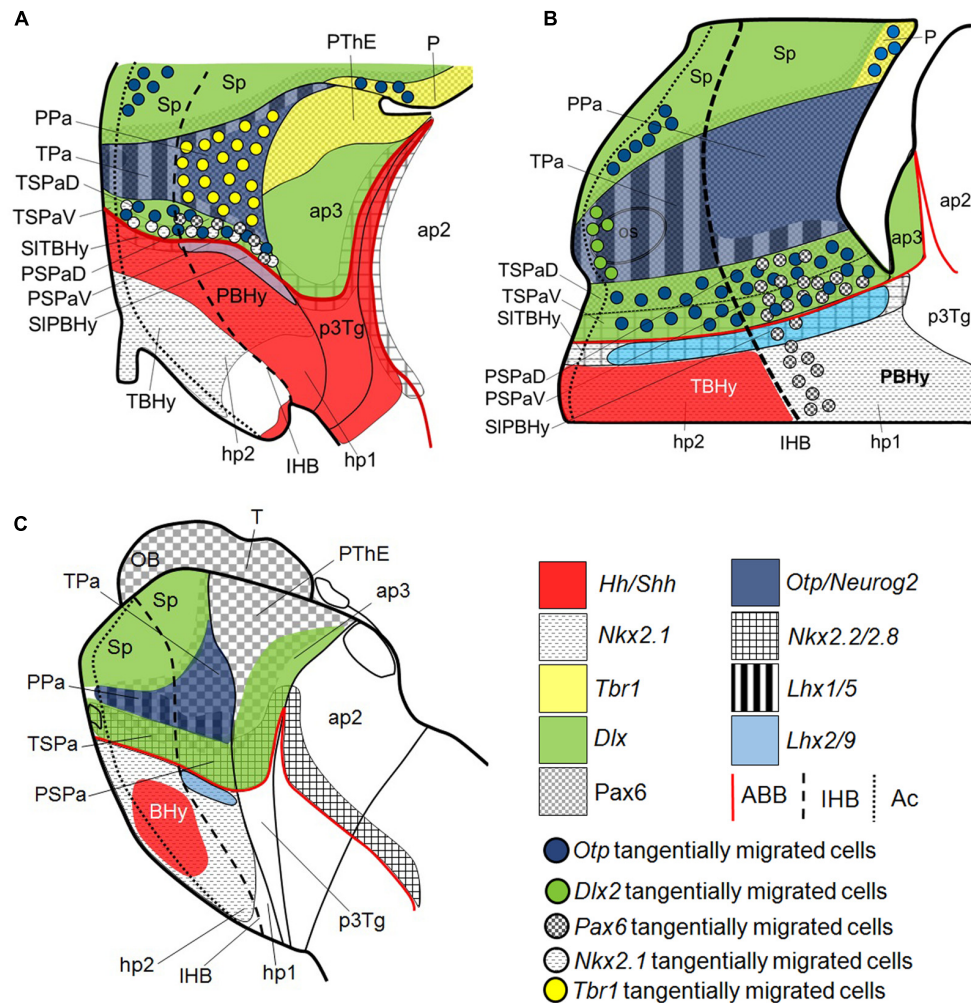 A
PThE
P
Sp
Sp
PPa
TPa
TSPaD
TSPaV
SlTBHy
PSPaD
PSPaV
SlPBHy
ap3
ap2
PBHy
p3Tg
TBHy
hp2
IHB
hp1
B
Sp
Sp
P
PPa
TPa
os
ap2
ap3
TSPaD
TSPaV
SlTBHy
p3Tg
PSPaD
PSPaV
SlPBHy
TBHy
PBHy
hp2
IHB
hp1
C
T
OB
PThE
TPa
Sp
ap3
Sp
PPa
ap2
TSPa
PSPa
BHy
p3Tg
hp2
IHB
hp1
Hh/Shh
Otp/Neurog2
Nkx2.1
Nkx2.2/2.8
Tbr1
Lhx1/5
Dlx
Lhx2/9
Pax6
ABB
IHB
Ac
Otp tangentially migrated cells
Dlx2 tangentially migrated cells
Pax6 tangentially migrated cells
Nkx2.1 tangentially migrated cells
Tbr1 tangentially migrated cells